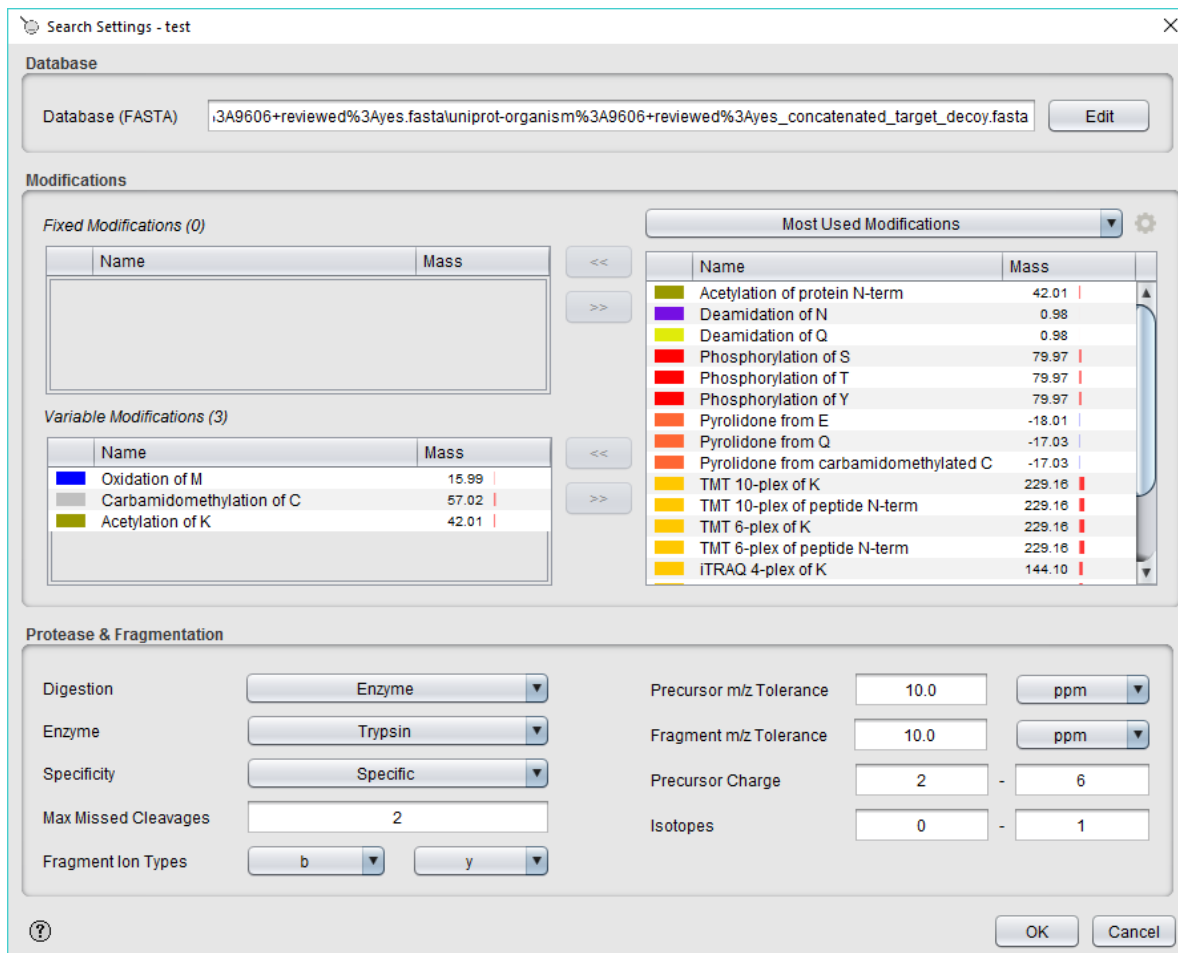 Search Settings - test
Database
Database (FASTA) 3A9606+reviewed%3Ayes.fasta\uniprot-organism%3A9606+reviewed%3Ayes_concatenated_target_decoy.fasta Edit
Modifications
Fixed Modifications (0)
Name Mass
<<
>>
Variable Modifications (3)
Name Mass
Oxidation of M 15.99
Carbamidomethylation of C 57.02
Acetylation of K 42.01
<<
>>
Most Used Modifications
Name Mass
Acetylation of protein N-term 42.01
Deamidation of N 0.98
Deamidation of Q 0.98
Phosphorylation of S 79.97
Phosphorylation of T 79.97
Phosphorylation of Y 79.97
Pyrolidone from E -18.01
Pyrolidone from Q -17.03
Pyrolidone from carbamidomethylated C -17.03
TMT 10-plex of K 229.16
TMT 10-plex of peptide N-term 229.16
TMT 6-plex of K 229.16
TMT 6-plex of peptide N-term 229.16
iTRAQ 4-plex of K 144.10
Protease & Fragmentation
Digestion Enzyme
Enzyme Trypsin
Specificity Specific
Max Missed Cleavages 2
Fragment Ion Types b y
Precursor m/z Tolerance 10.0 ppm
Fragment m/z Tolerance 10.0 ppm
Precursor Charge 2 - 6
Isotopes 0 - 1
?
OK Cancel